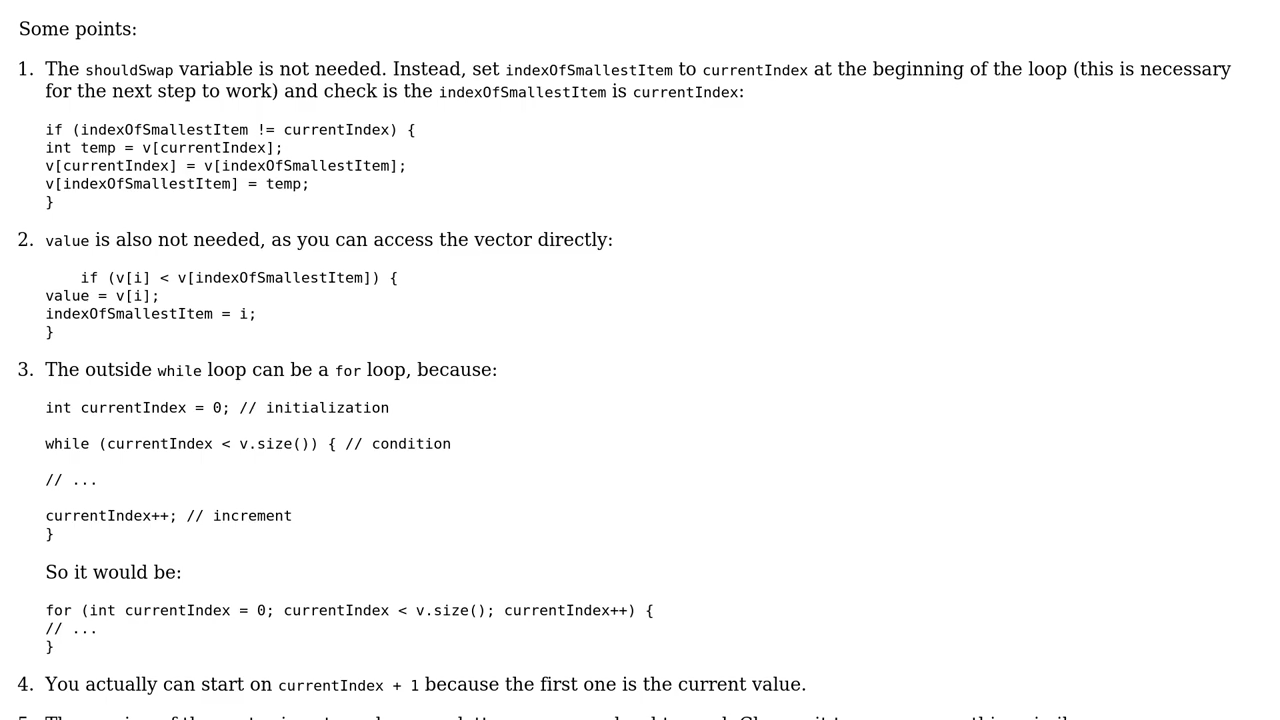 Some points:
1. The shouldSwap variable is not needed. Instead, set indexOfSmallestItem to currentIndex at the beginning of the loop (this is necessary
for the next step to work) and check is the indexOfSmallestItem is currentIndex:
if (indexOfSmallestItem != currentIndex) {
int temp = v[currentIndex];
v[currentIndex] = v[indexOfSmallestItem];
v[indexOfSmallestItem] = temp;
}
2. value is also not needed, as you can access the vector directly:
    if (v[i] < v[indexOfSmallestItem]) {
value = v[i];
indexOfSmallestItem = i;
}
3. The outside while loop can be a for loop, because:
int currentIndex = 0; // initialization
while (currentIndex < v.size()) { // condition
// ...
currentIndex++; // increment
}
So it would be:
for (int currentIndex = 0; currentIndex < v.size(); currentIndex++) {
// ...
}
4. You actually can start on currentIndex + 1 because the first one is the current value.